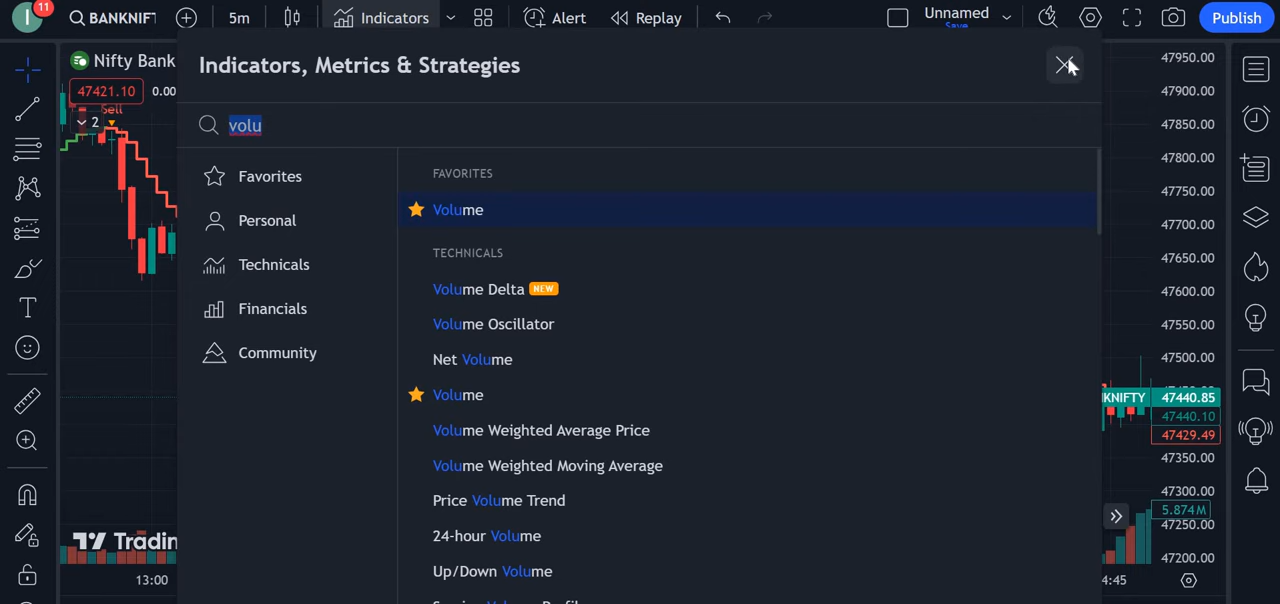 I
11
BANKNIFT
5m
Indicators
Alert
Replay
Unnamed
Save
Publish
Nifty Bank
47421.10
0.00
Sell
2
Indicators, Metrics & Strategies
volu
Favorites
Personal
Technicals
Financials
Community
FAVORITES
Volume
TECHNICALS
Volume Delta NEW
Volume Oscillator
Net Volume
Volume
Volume Weighted Average Price
Volume Weighted Moving Average
Price Volume Trend
24-hour Volume
Up/Down Volume
47950.00
47900.00
47850.00
47800.00
47750.00
47700.00
47650.00
47600.00
47550.00
47500.00
KNIFTY 47440.85
47440.10
47429.49
47350.00
47300.00
5.874M
47250.00
47200.00
Tradin
13:00
4:45